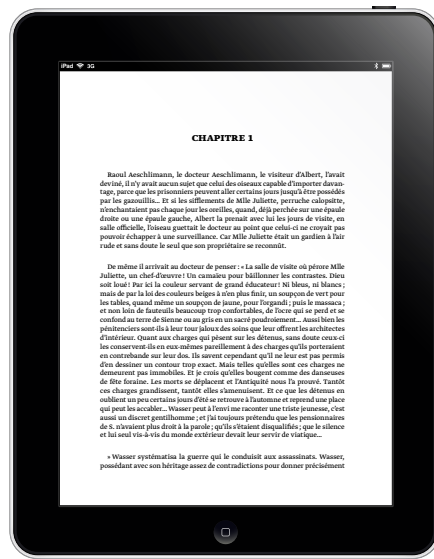 iPad 3G
CHAPITRE 1
Raoul Aeschlimann, le docteur Aeschlimann, le visiteur d'Albert, l'avait
deviné, il n'y avait aucun sujet que celui des oiseaux capable d'importer davan-
tage, parce que les prisonniers peuvent aller certains jours jusqu'à être possédés
par les gazouillis... Et si les sifflements de Mlle Juliette, perruche calopsitte,
n'enchantaient pas chaque jour les oreilles, quand, déjà perchée sur une épaule
droite ou une épaule gauche, Albert la prenait avec lui les jours de visite, en
salle officielle, l'oiseau guettait le docteur au point que celui-ci ne croyait pas
pouvoir échapper à une surveillance. Car Mlle Juliette était un gardien à l'air
rude et sans doute le seul que son propriétaire se reconnût.
De même il arrivait au docteur de penser : « La salle de visite où pérore Mlle
Juliette, un chef-d'œuvre ! Un camaïeu pour bâillonner les contrastes. Dieu
soit loué ! Par ici la couleur servant de grand éducateur ! Ni bleus, ni blancs ;
mais de par la loi des couleurs beiges à n'en plus finir, un soupçon de vert pour
les tables, quand même un soupçon de jaune, pour l'organdi ; puis le massaca ;
et non loin de fauteuils beaucoup trop confortables, de l'ocre qui se perd et se
confond au terre de Sienne ou au gris en un sacré poudroiement... Aussi bien les
pénitenciers sont-ils à leur tour jaloux des soins que leur offrent les architectes
d'intérieur. Quant aux charges qui pèsent sur les détenus, sans doute ceux-ci
les conservent-ils en eux-mêmes pareillement à des charges qu'ils porteraient
en contrebande sur leur dos. Ils savent cependant qu'il ne leur est pas permis
d'en dessiner un contour trop exact. Mais telles qu'elles sont ces charges ne
demeurent pas immobiles. Et je crois qu'elles bougent comme des danseuses
de fête foraine. Les morts se déplacent et l'Antiquité nous l'a prouvé. Tantôt
ces charges grandissent, tantôt elles s'amenuisent. Et ce que les détenus en
oublient un peu certains jours d'été se retrouve à l'automne et reprend une place
qui peut les accabler... Wasser peut à l'envi me raconter une triste jeunesse, c'est
aussi un discret gentilhomme ; et j'ai toujours prétendu que les pensionnaires
de S. n'avaient plus droit à la parole ; qu'ils s'étaient disqualifiés ; que le silence
et lui seul vis-à-vis du monde extérieur devait leur servir de viatique...
» Wasser systématisa la guerre qui le conduisit aux assassinats. Wasser,
possédant avec son héritage assez de contradictions pour donner précisément